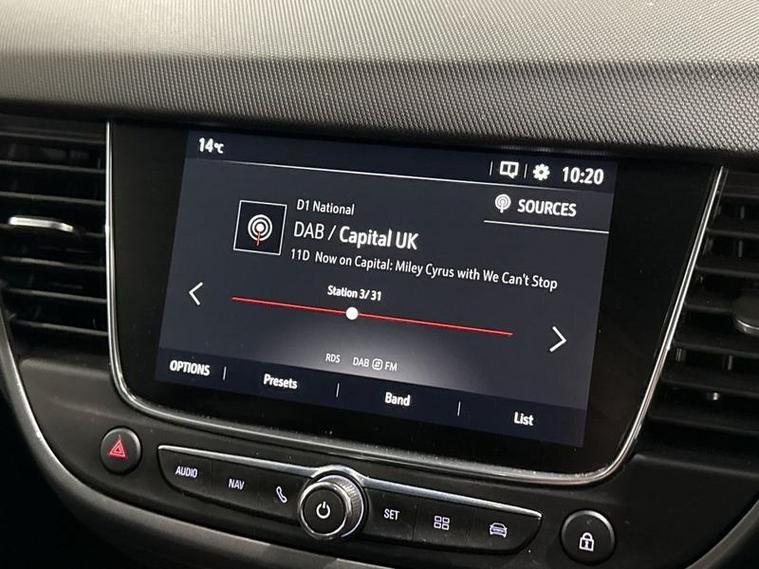 14°C
10:20
SOURCES
D1 National
DAB / Capital UK
11D Now on Capital: Miley Cyrus with We Can't Stop
Station 3/31
RDS DAB FM
OPTIONS Presets Band List
AUDIO NAV SET